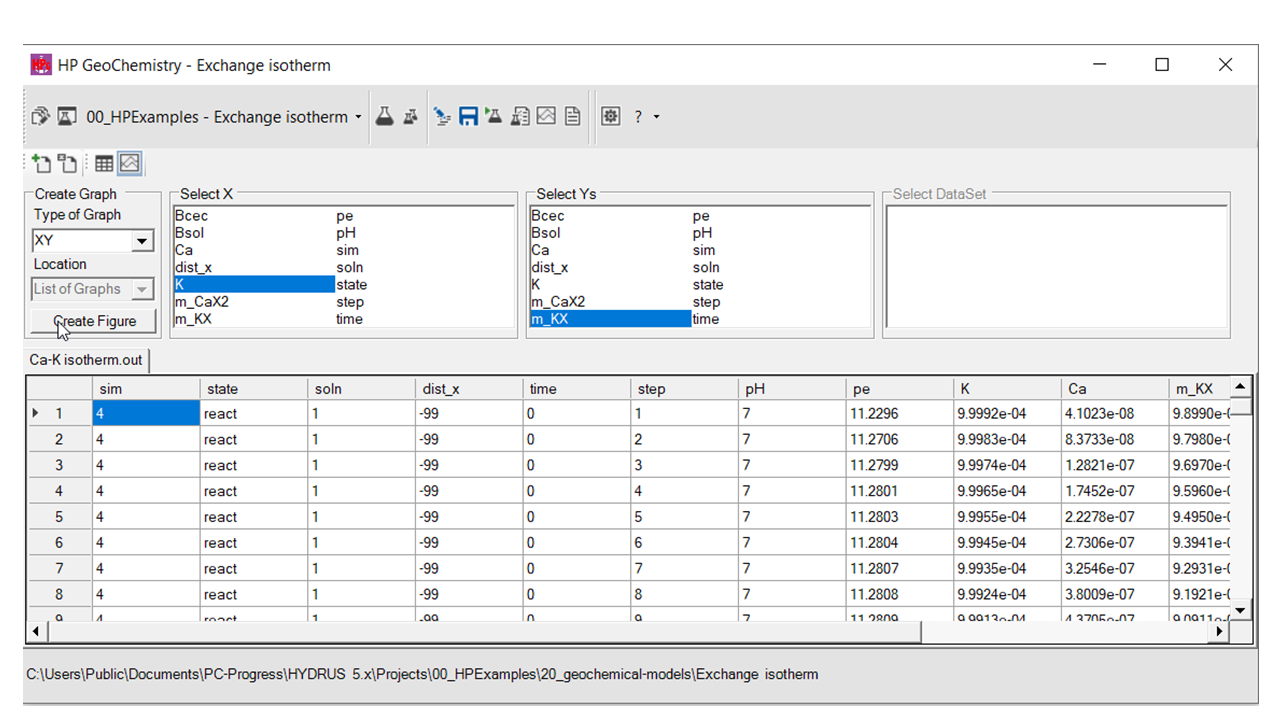 HP GeoChemistry - Exchange isotherm
00_HPExamples - Exchange isotherm ?
Create Graph Select X Select Ys Select DataSet
Type of Graph
XY
Location
List of Graphs
Create Figure
Bcec pe Bcec pe
Bsol pH Bsol pH
Ca sim Ca sim
dist_x soln dist_x soln
K state K state
m_CaX2 step m_CaX2 step
m_KX time m_KX time
Ca-K isotherm.out
sim state soln dist_x time step pH pe K Ca m_KX
1 4 react 1 -99 0 1 7 11.2296 9.9992e-04 4.1023e-08 9.8990e-
2 4 react 1 -99 0 2 7 11.2706 9.9983e-04 8.3733e-08 9.7980e-
3 4 react 1 -99 0 3 7 11.2799 9.9974e-04 1.2821e-07 9.6970e-
4 4 react 1 -99 0 4 7 11.2801 9.9965e-04 1.7452e-07 9.5960e-
5 4 react 1 -99 0 5 7 11.2803 9.9955e-04 2.2278e-07 9.4950e-
6 4 react 1 -99 0 6 7 11.2804 9.9945e-04 2.7306e-07 9.3941e-
7 4 react 1 -99 0 7 7 11.2807 9.9935e-04 3.2546e-07 9.2931e-
8 4 react 1 -99 0 8 7 11.2808 9.9924e-04 3.8009e-07 9.1921e-
9 4 react 1 -99 0 9 7 11.2809 9.9913e-04 4.3705e-07 9.0911e-
C:\Users\Public\Documents\PC-Progress\HYDRUS 5.x\Projects\00_HPExamples\20_geochemical-models\Exchange isotherm